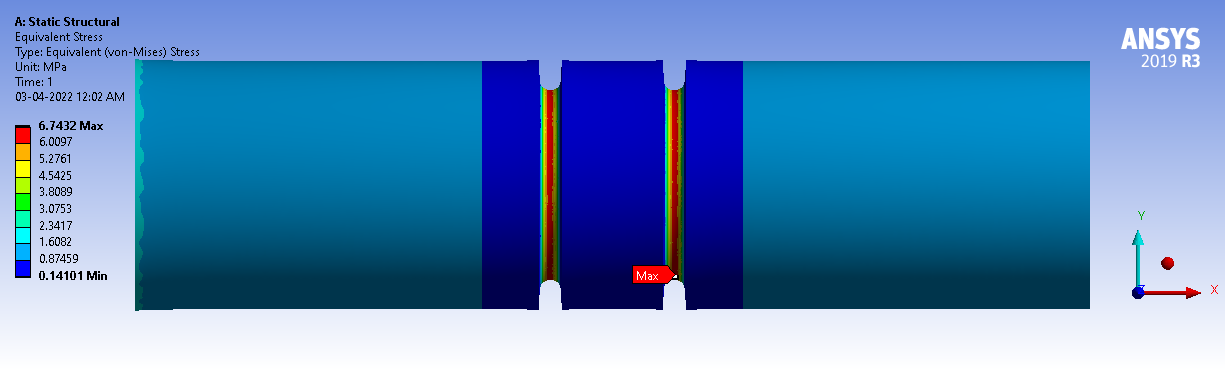 A: Static Structural
Equivalent Stress
Type: Equivalent (von-Mises) Stress
Unit: MPa
Time: 1
03-04-2022 12:02 AM
6.7432 Max
6.0097
5.2761
4.5425
3.8089
3.0753
2.3417
1.6082
0.87459
0.14101 Min
ANSYS
2019 R3
Max
Y
X